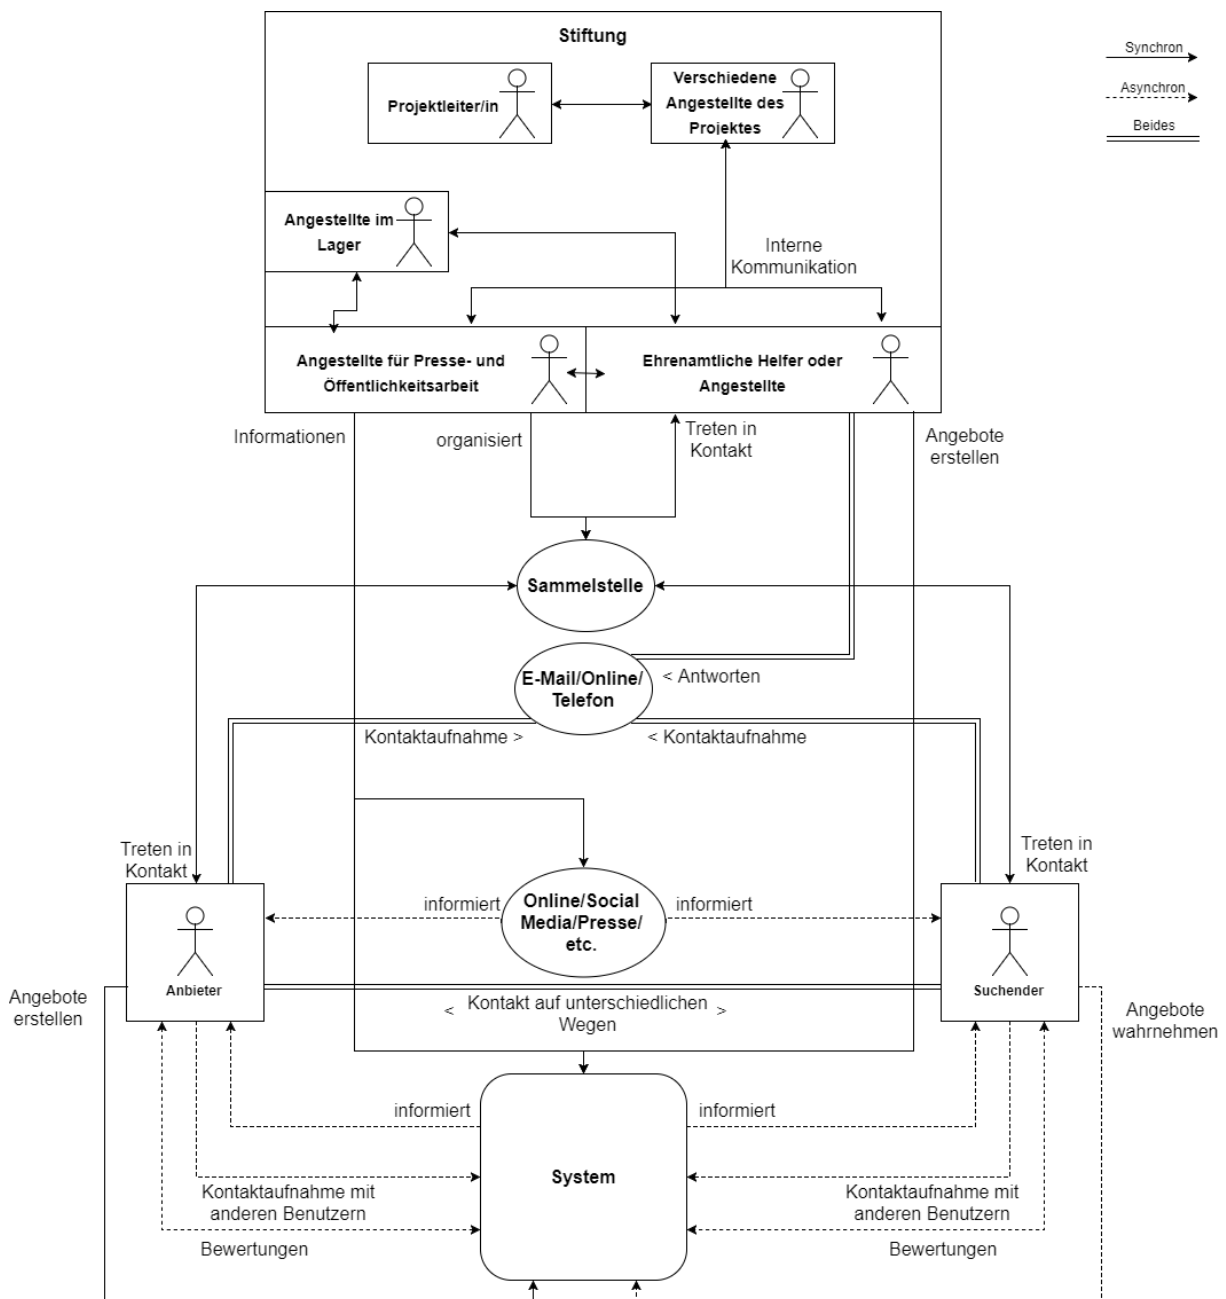 Stiftung
Synchron
Asynchron
Beides
Projektleiter/in
Verschiedene
Angestellte des
Projektes
Angestellte im
Lager
Interne
Kommunikation
Angestellte für Presse- und
Öffentlichkeitsarbeit
Ehrenamtliche Helfer oder
Angestellte
Informationen
organisiert
Treten in
Kontakt
Angebote
erstellen
Sammelstelle
E-Mail/Online/
Telefon
< Antworten
Kontaktaufnahme >
< Kontaktaufnahme
Treten in
Kontakt
Treten in
Kontakt
informiert
Online/Social
Media/Presse/
etc.
informiert
Anbieter
Suchender
Angebote
erstellen
< Kontakt auf unterschiedlichen >
Wegen
Angebote
wahrnehmen
informiert
informiert
System
Kontaktaufnahme mit
anderen Benutzern
Kontaktaufnahme mit
anderen Benutzern
Bewertungen
Bewertungen